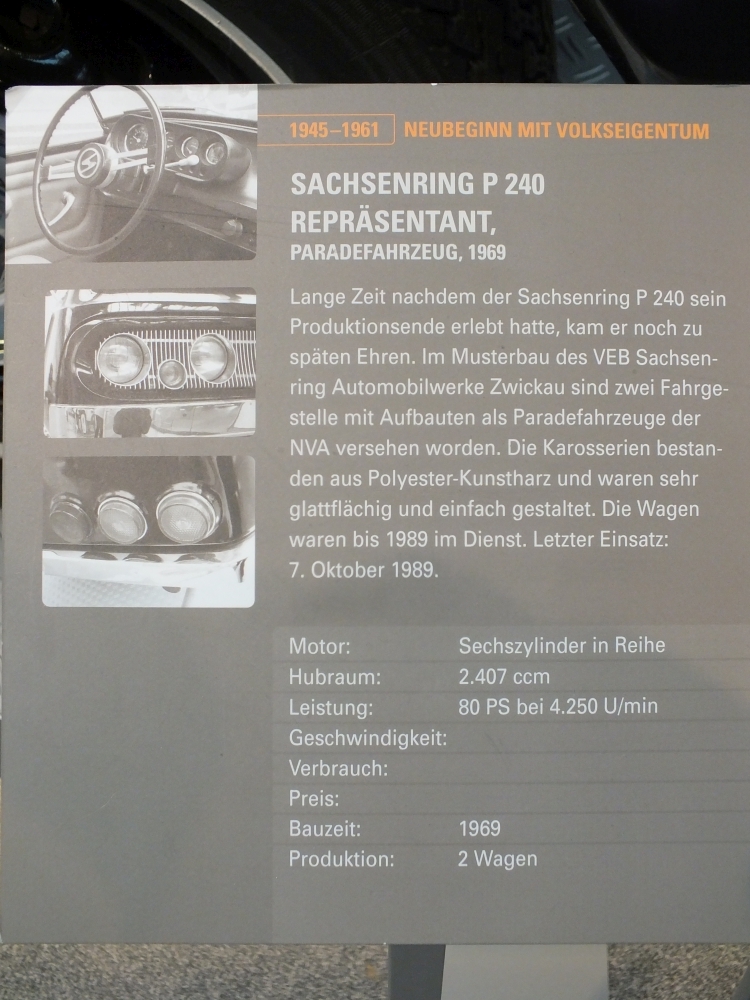 1945–1961 NEUBEGINN MIT VOLKSEIGENTUM
SACHSENRING P 240
REPRÄSENTANT,
PARADEFAHRZEUG, 1969
Lange Zeit nachdem der Sachsenring P 240 sein
Produktionsende erlebt hatte, kam er noch zu
späten Ehren. Im Musterbau des VEB Sachsen-
ring Automobilwerke Zwickau sind zwei Fahrge-
stelle mit Aufbauten als Paradefahrzeuge der
NVA versehen worden. Die Karosserien bestan-
den aus Polyester-Kunstharz und waren sehr
glattflächig und einfach gestaltet. Die Wagen
waren bis 1989 im Dienst. Letzter Einsatz:
7. Oktober 1989.
Motor: Sechszylinder in Reihe
Hubraum: 2.407 ccm
Leistung: 80 PS bei 4.250 U/min
Geschwindigkeit:
Verbrauch:
Preis:
Bauzeit: 1969
Produktion: 2 Wagen